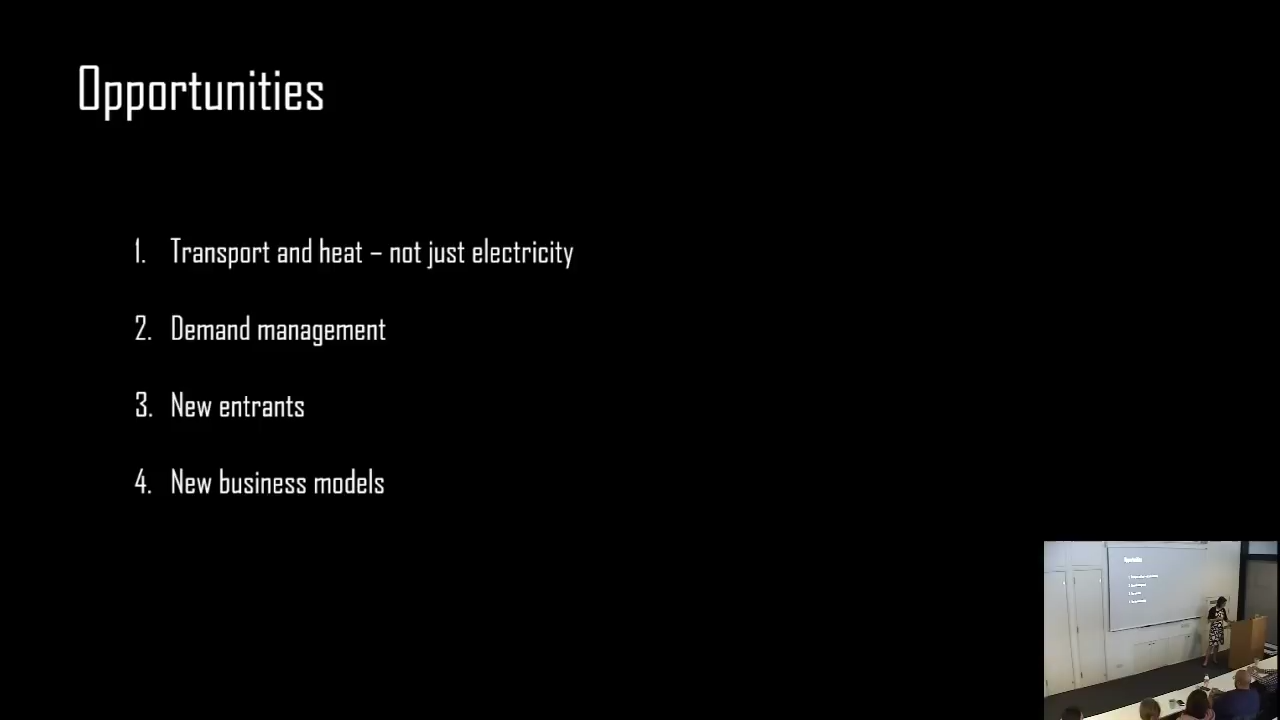 Opportunities
1. Transport and heat – not just electricity
2. Demand management
3. New entrants
4. New business models